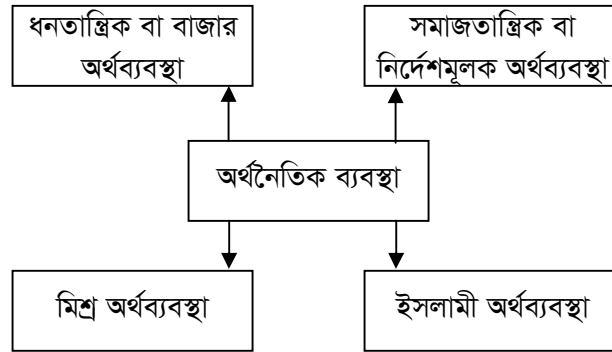 ধনতান্ত্রিক বা বাজার
অর্থব্যবস্থা
সমাজতান্ত্রিক বা
নির্দেশমূলক অর্থব্যবস্থা
অর্থনৈতিক ব্যবস্থা
মিশ্র অর্থব্যবস্থা
ইসলামী অর্থব্যবস্থা